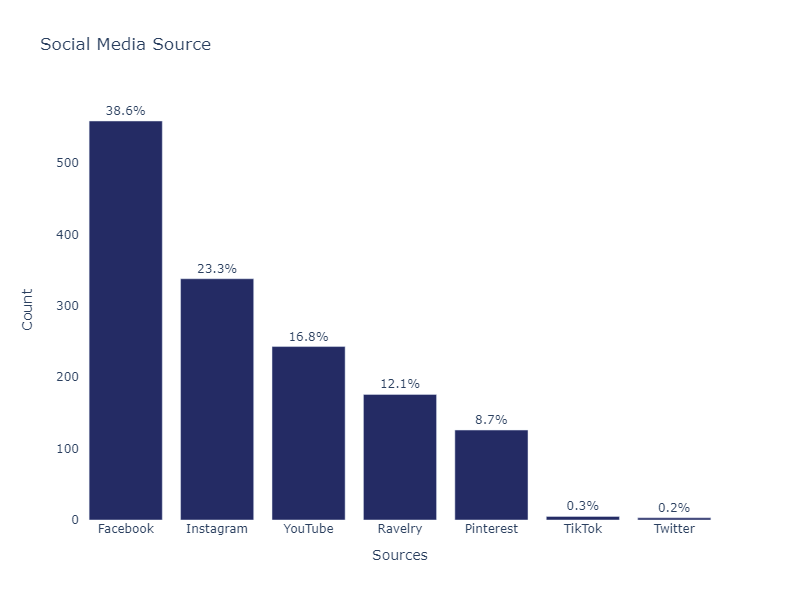 Social Media Source
38.6%
23.3%
16.8%
12.1%
8.7%
0.3%
0.2%
500
400
300
200
100
0
Count
Facebook
Instagram
YouTube
Ravelry
Pinterest
TikTok
Twitter
Sources